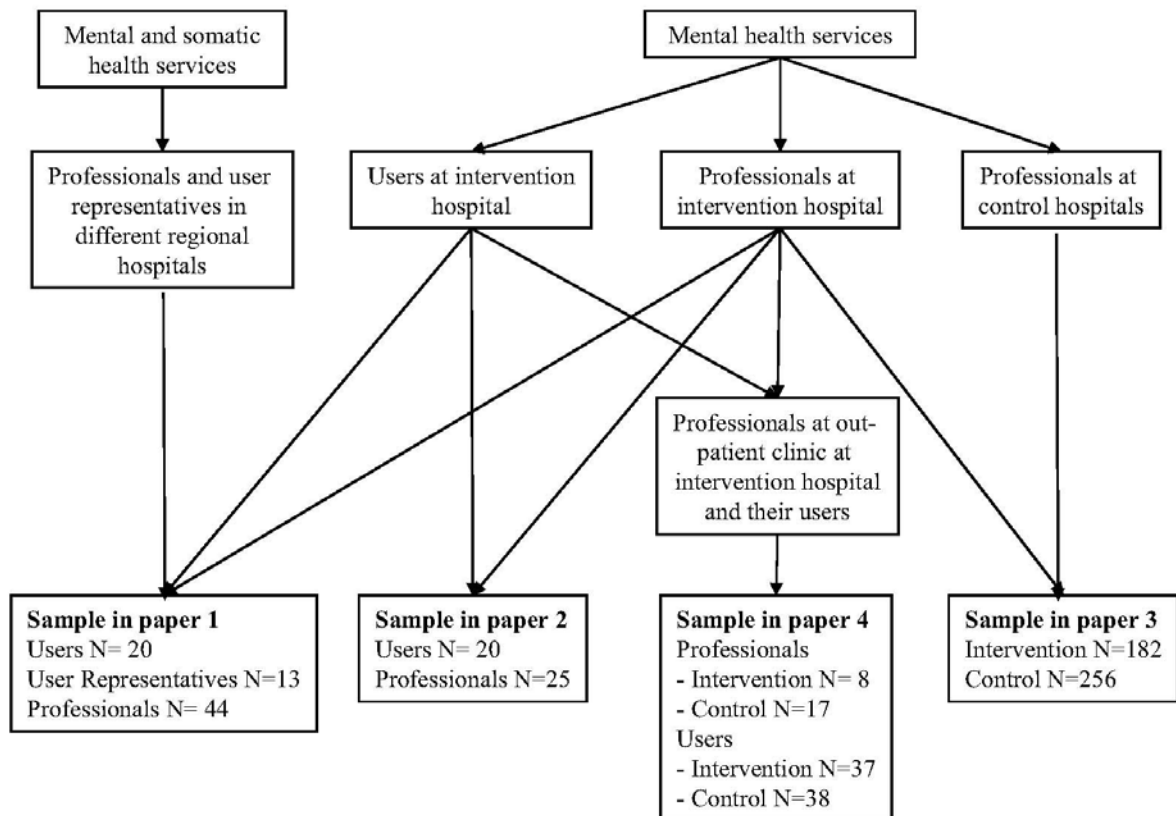 Mental and somatic
health services
Mental health services
Professionals and user
representatives in
different regional
hospitals
Users at intervention
hospital
Professionals at
intervention hospital
Professionals at
control hospitals
Professionals at out-
patient clinic at
intervention hospital
and their users
Sample in paper 1
Users N= 20
User Representatives N=13
Professionals N= 44
Sample in paper 2
Users N= 20
Professionals N=25
Sample in paper 4
Professionals
- Intervention N= 8
- Control N=17
Users
- Intervention N=37
- Control N=38
Sample in paper 3
Intervention N=182
Control N=256